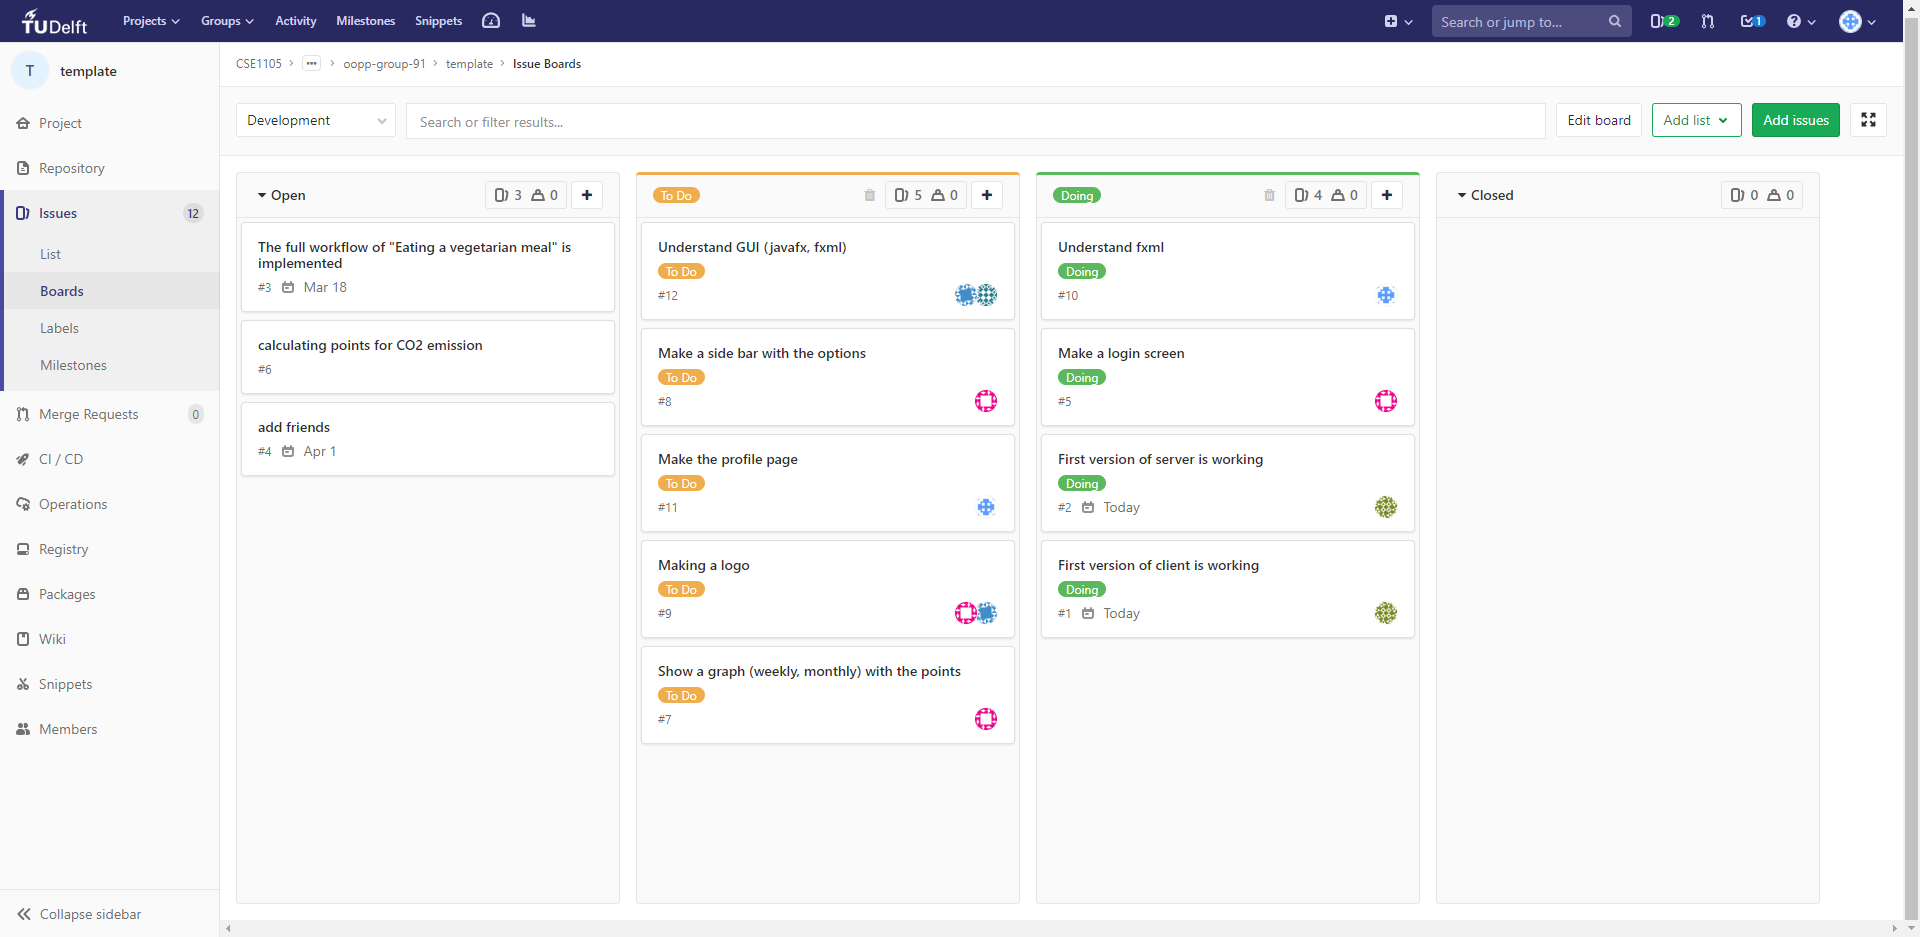 TUDelft
Projects
Groups
Activity
Milestones
Snippets
Search or jump to...
2
1
T
template
Project
Repository
Issues 12
List
Boards
Labels
Milestones
Merge Requests 0
CI / CD
Operations
Registry
Packages
Wiki
Snippets
Members
Collapse sidebar
CSE1105 > ... > oopp-group-91 > template > Issue Boards
Development
Search or filter results...
Edit board
Add list
Add issues
Open 3 0
The full workflow of "Eating a vegetarian meal" is
implemented
#3 Mar 18
calculating points for CO2 emission
#6
add friends
#4 Apr 1
To Do 5 0
Understand GUI (javafx, fxml)
To Do
#12
Make a side bar with the options
To Do
#8
Make the profile page
To Do
#11
Making a logo
To Do
#9
Show a graph (weekly, monthly) with the points
To Do
#7
Doing 4 0
Understand fxml
Doing
#10
Make a login screen
Doing
#5
First version of server is working
Doing
#2 Today
First version of client is working
Doing
#1 Today
Closed 0 0